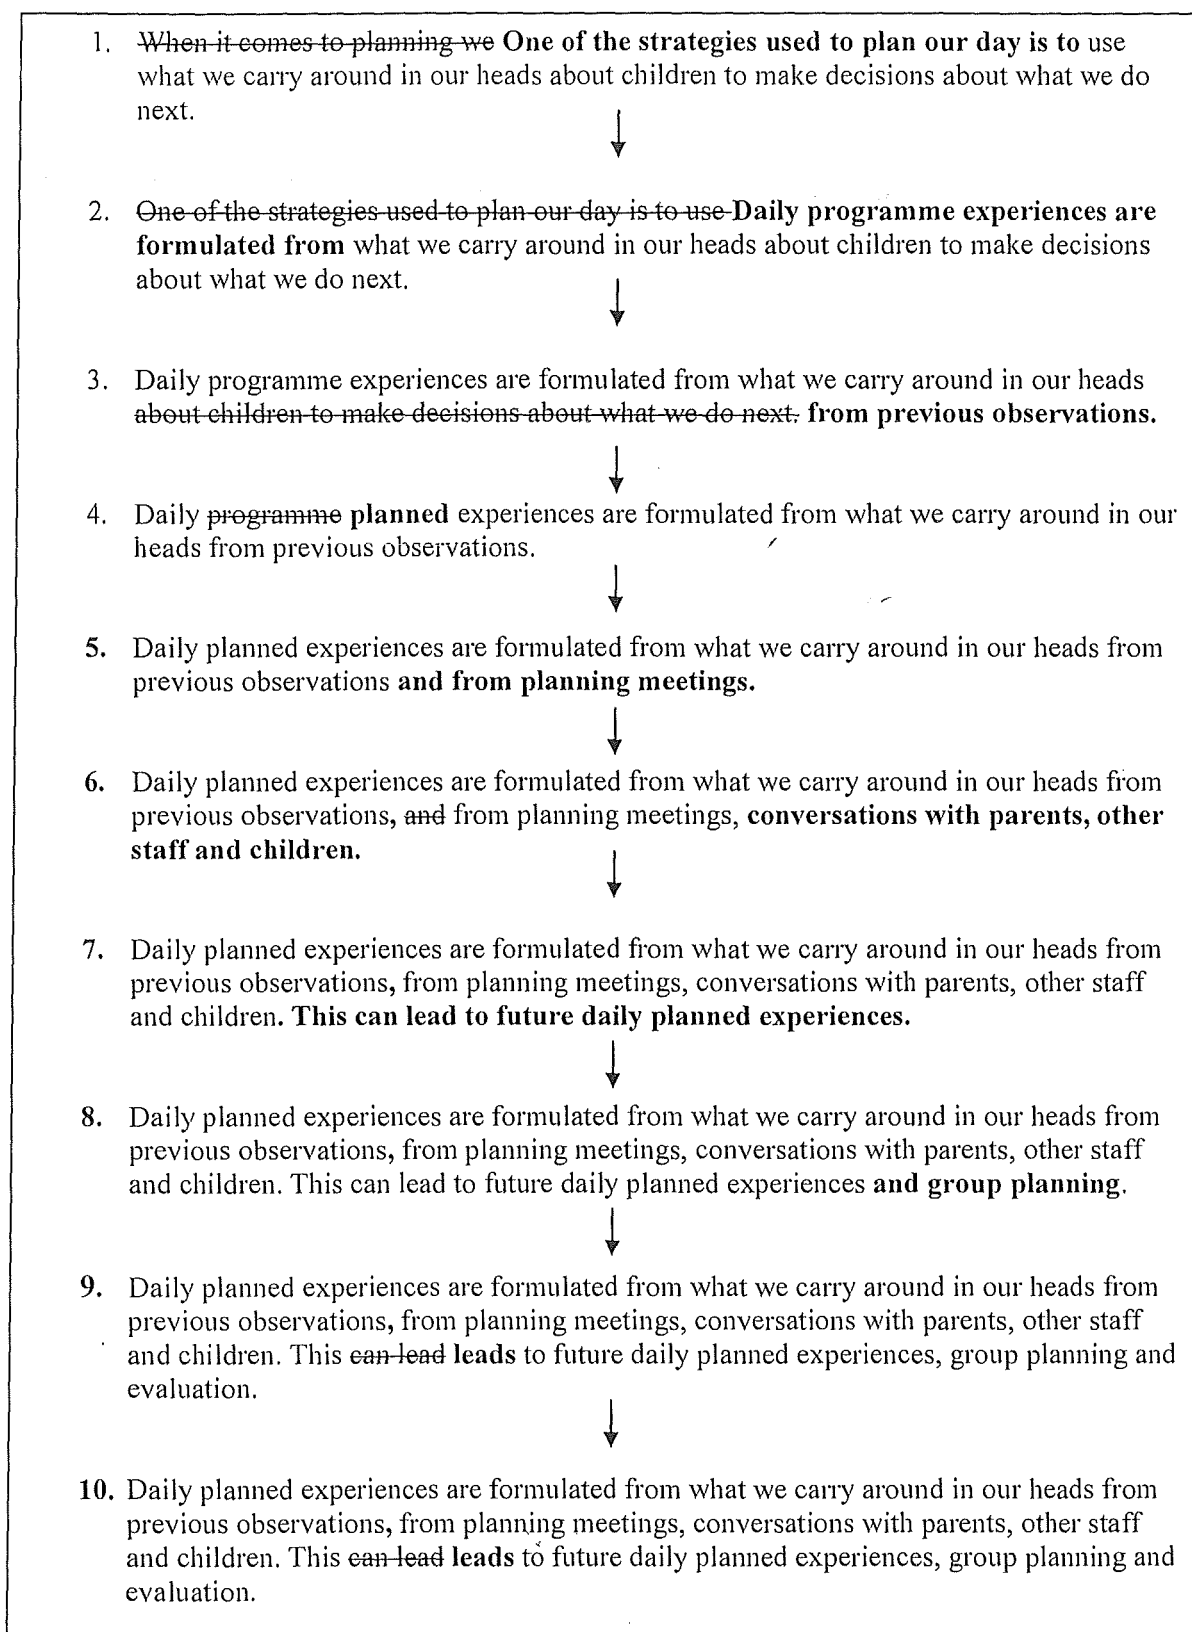 1. When it comes to planning we One of the strategies used to plan our day is to use
what we carry around in our heads about children to make decisions about what we do
next.
2. One of the strategies used to plan our day is to use Daily programme experiences are
formulated from what we carry around in our heads about children to make decisions
about what we do next.
3. Daily programme experiences are formulated from what we carry around in our heads
about children to make decisions about what we do next. from previous observations.
4. Daily programme planned experiences are formulated from what we carry around in our
heads from previous observations.
5. Daily planned experiences are formulated from what we carry around in our heads from
previous observations and from planning meetings.
6. Daily planned experiences are formulated from what we carry around in our heads from
previous observations, and from planning meetings, conversations with parents, other
staff and children.
7. Daily planned experiences are formulated from what we carry around in our heads from
previous observations, from planning meetings, conversations with parents, other staff
and children. This can lead to future daily planned experiences.
8. Daily planned experiences are formulated from what we carry around in our heads from
previous observations, from planning meetings, conversations with parents, other staff
and children. This can lead to future daily planned experiences and group planning.
9. Daily planned experiences are formulated from what we carry around in our heads from
previous observations, from planning meetings, conversations with parents, other staff
and children. This can lead leads to future daily planned experiences, group planning and
evaluation.
10. Daily planned experiences are formulated from what we carry around in our heads from
previous observations, from planning meetings, conversations with parents, other staff
and children. This can lead leads to future daily planned experiences, group planning and
evaluation.